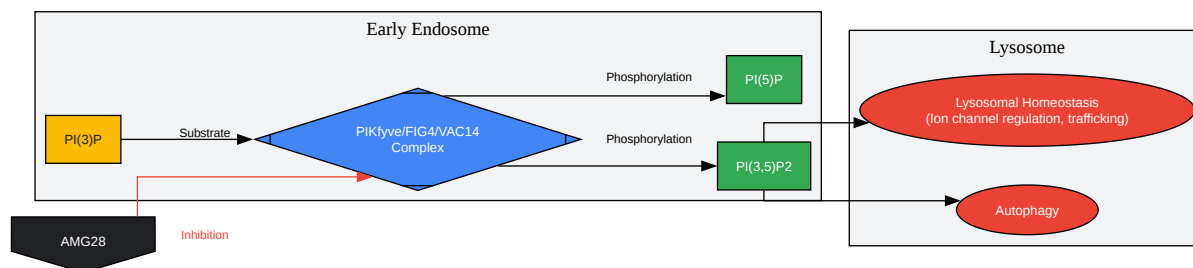 Early Endosome
Lysosome
Phosphorylation
PI(5)P
Lysosomal Homeostasis
(Ion channel regulation, trafficking)
PI(3)P
Substrate
PIKfyve/FIG4/VAC14
Complex
Phosphorylation
PI(3,5)P2
Autophagy
AMG28
Inhibition